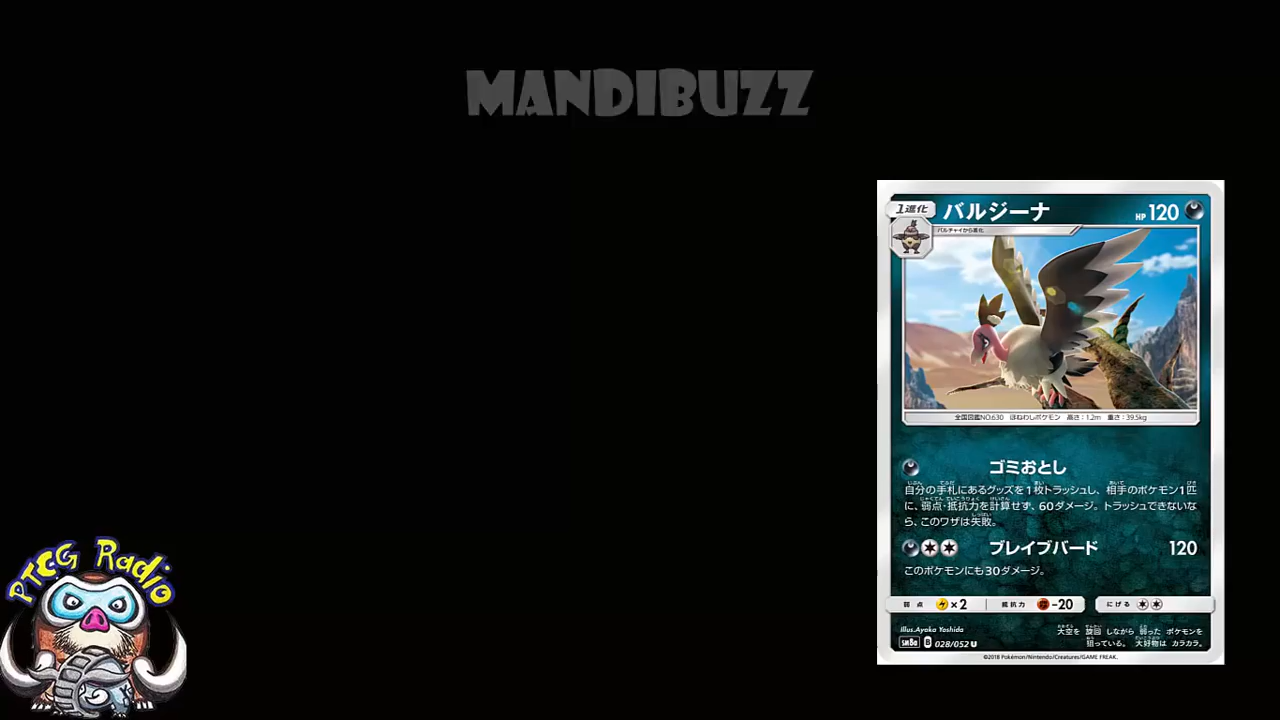 MANDIBUZZ
1進化
バルジーナ
HP 120
バルチャイから進化
全国図鑑NO.630 ほねわしポケモン 高さ:1.2m 重さ:39.5kg
ゴミおとし
自分の手札にあるグッズを1枚トラッシュし、相手のポケモン1匹
に、弱点・抵抗力を計算せず、60ダメージ。トラッシュできないな
ら、このワザは失敗。
ブレイブバード 120
このポケモンにも30ダメージ。
弱点 ×2 抵抗力 -20 にげる
Illus.Ayaka Yoshida
大空を 旋回 しながら 弱った ポケモンを
狙っている。 大好物は カラカラ。
SM8a B 028/052 U
©2018 Pokémon/Nintendo/Creatures/GAME FREAK.
PTCG Radio